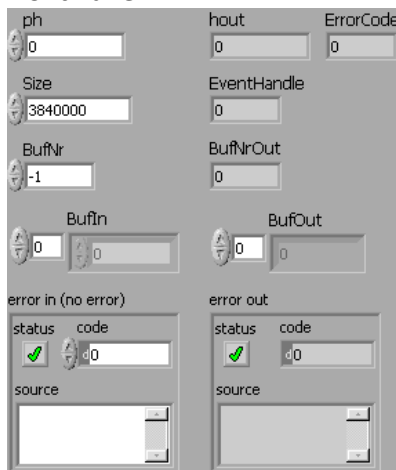 ph hout ErrorCode
0 0 0
Size EventHandle
3840000 0
BufNr BufNrOut
-1 0
BufIn BufOut
0 0 0 0
error in (no error) error out
status code status code
d0 d0
source source